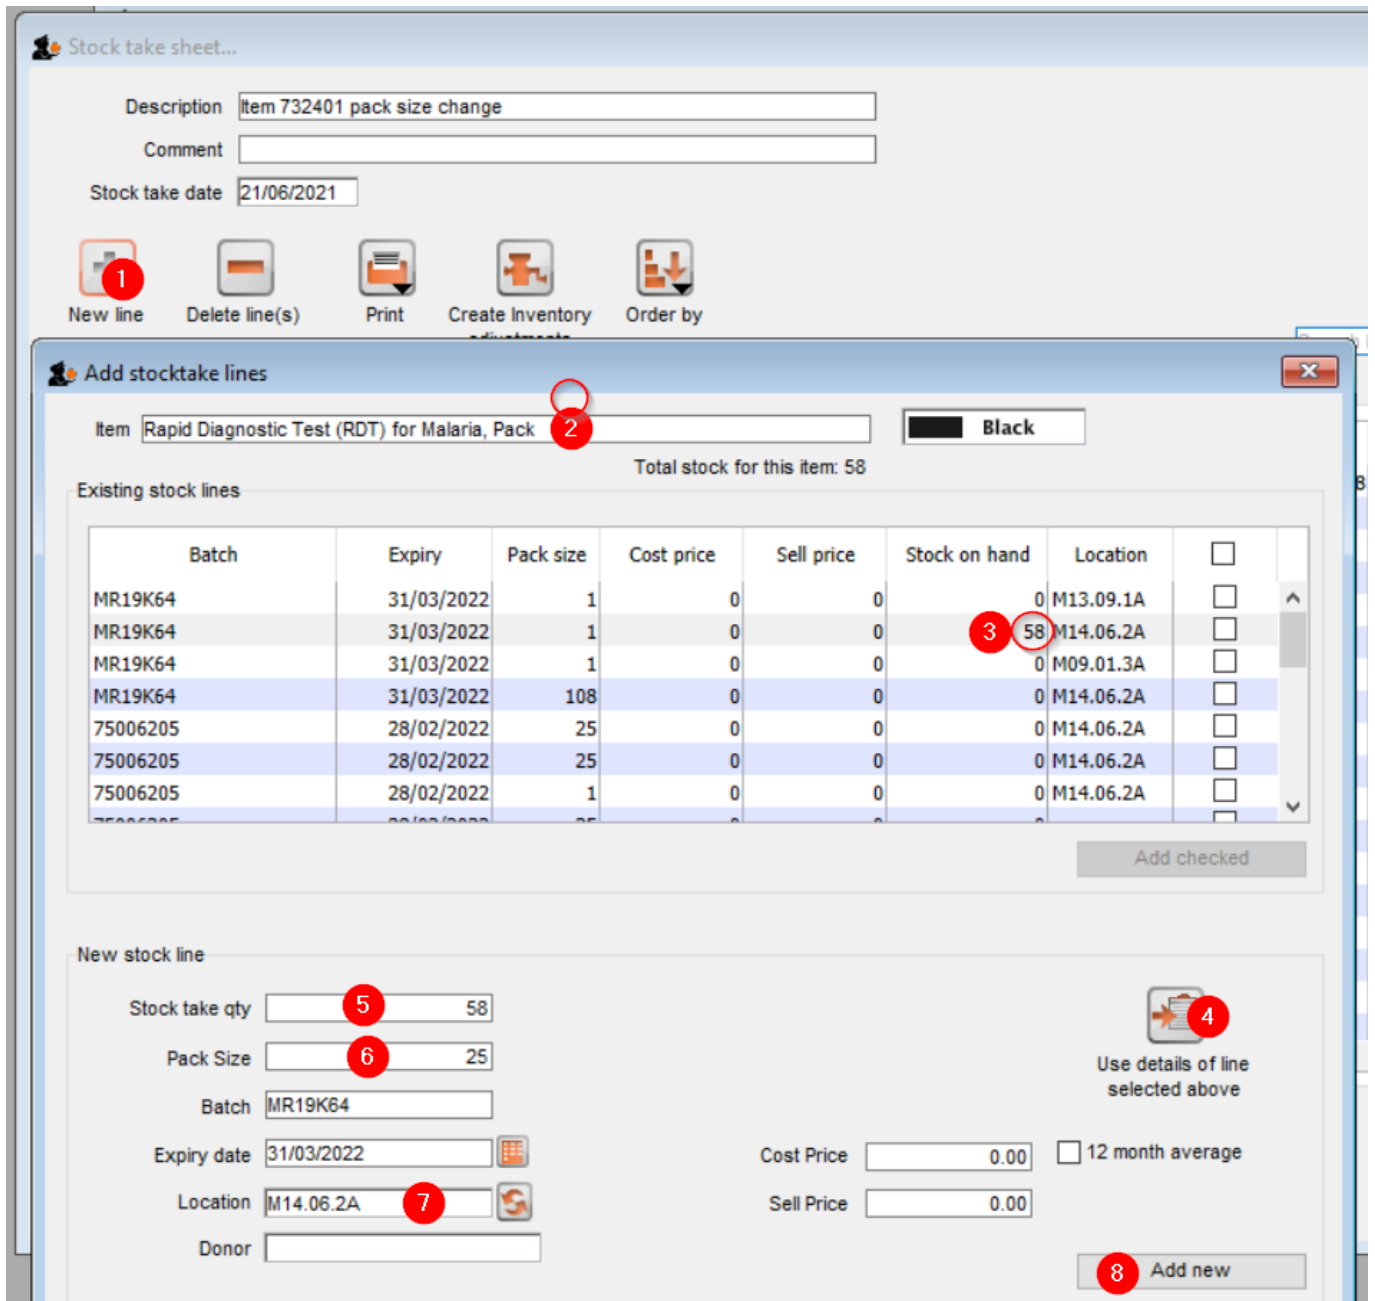 Stock take sheet...
Description Item 732401 pack size change
Comment
Stock take date 21/06/2021
1
New line Delete line(s) Print Create Inventory adjustments Order by
Add stocktake lines
Item Rapid Diagnostic Test (RDT) for Malaria, Pack 2 Black
Total stock for this item: 58
Existing stock lines
Batch Expiry Pack size Cost price Sell price Stock on hand Location
MR19K64 31/03/2022 1 0 0 0 M13.09.1A
MR19K64 31/03/2022 1 0 0 3 58 M14.06.2A
MR19K64 31/03/2022 1 0 0 0 M09.01.3A
MR19K64 31/03/2022 108 0 0 0 M14.06.2A
75006205 28/02/2022 25 0 0 0 M14.06.2A
75006205 28/02/2022 25 0 0 0 M14.06.2A
75006205 28/02/2022 1 0 0 0 M14.06.2A
Add checked
New stock line
Stock take qty 5 58
4
Pack Size 6 25
Use details of line selected above
Batch MR19K64
Expiry date 31/03/2022
Cost Price 0.00 12 month average
Location M14.06.2A 7
Sell Price 0.00
Donor
8 Add new